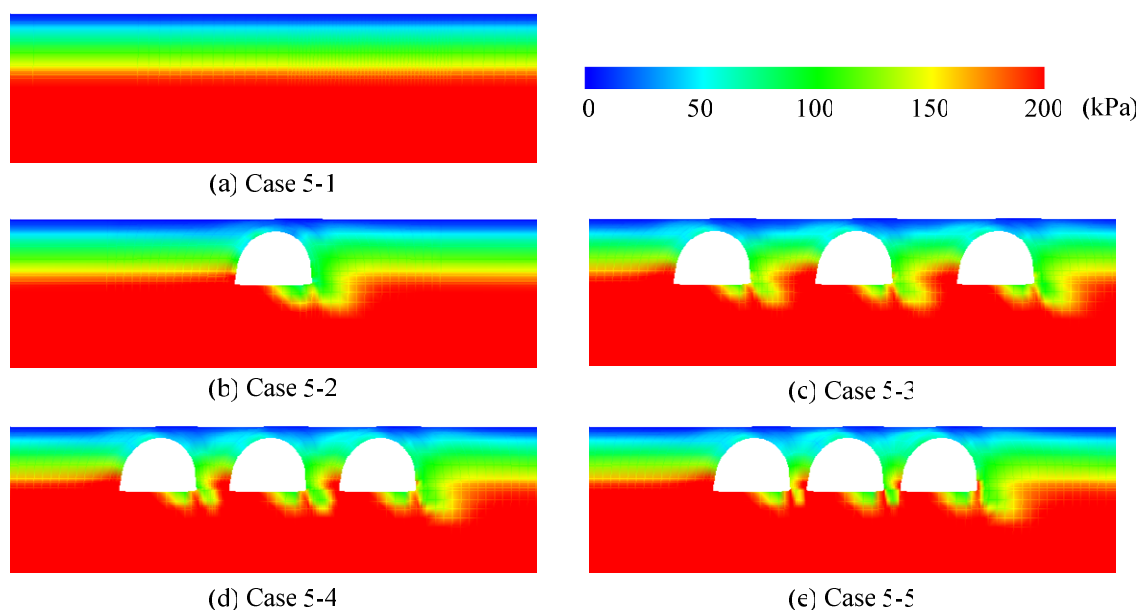 0 50 100 150 200 (kPa)
(a) Case 5-1
(b) Case 5-2
(c) Case 5-3
(d) Case 5-4
(e) Case 5-5